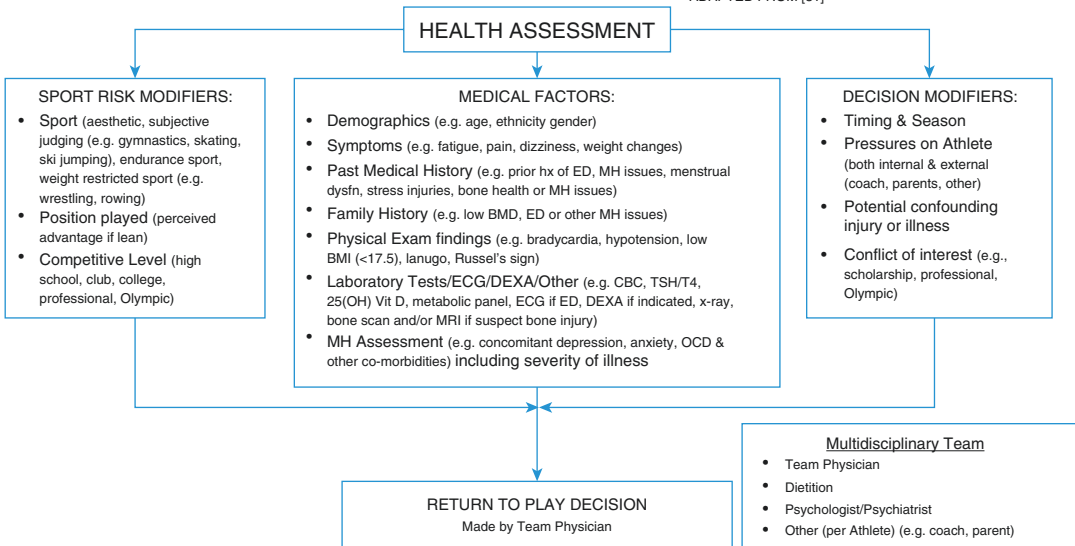 HEALTH ASSESSMENT
SPORT RISK MODIFIERS:
• Sport (aesthetic, subjective
judging (e.g. gymnastics, skating,
ski jumping), endurance sport,
weight restricted sport (e.g.
wrestling, rowing)
• Position played (perceived
advantage if lean)
• Competitive Level (high
school, club, college,
professional, Olympic)
MEDICAL FACTORS:
• Demographics (e.g. age, ethnicity gender)
• Symptoms (e.g. fatigue, pain, dizziness, weight changes)
• Past Medical History (e.g. prior hx of ED, MH issues, menstrual
dysfn, stress injuries, bone health or MH issues)
• Family History (e.g. low BMD, ED or other MH issues)
• Physical Exam findings (e.g. bradycardia, hypotension, low
BMI (<17.5), lanugo, Russel's sign)
• Laboratory Tests/ECG/DEXA/Other (e.g. CBC, TSH/T4,
25(OH) Vit D, metabolic panel, ECG if ED, DEXA if indicated, x-ray,
bone scan and/or MRI if suspect bone injury)
• MH Assessment (e.g. concomitant depression, anxiety, OCD &
other co-morbidities) including severity of illness
DECISION MODIFIERS:
• Timing & Season
• Pressures on Athlete
(both internal & external
(coach, parents, other)
• Potential confounding
injury or illness
• Conflict of interest (e.g.,
scholarship, professional,
Olympic)
RETURN TO PLAY DECISION
Made by Team Physician
Multidisciplinary Team
• Team Physician
• Dietition
• Psychologist/Psychiatrist
• Other (per Athlete) (e.g. coach, parent)